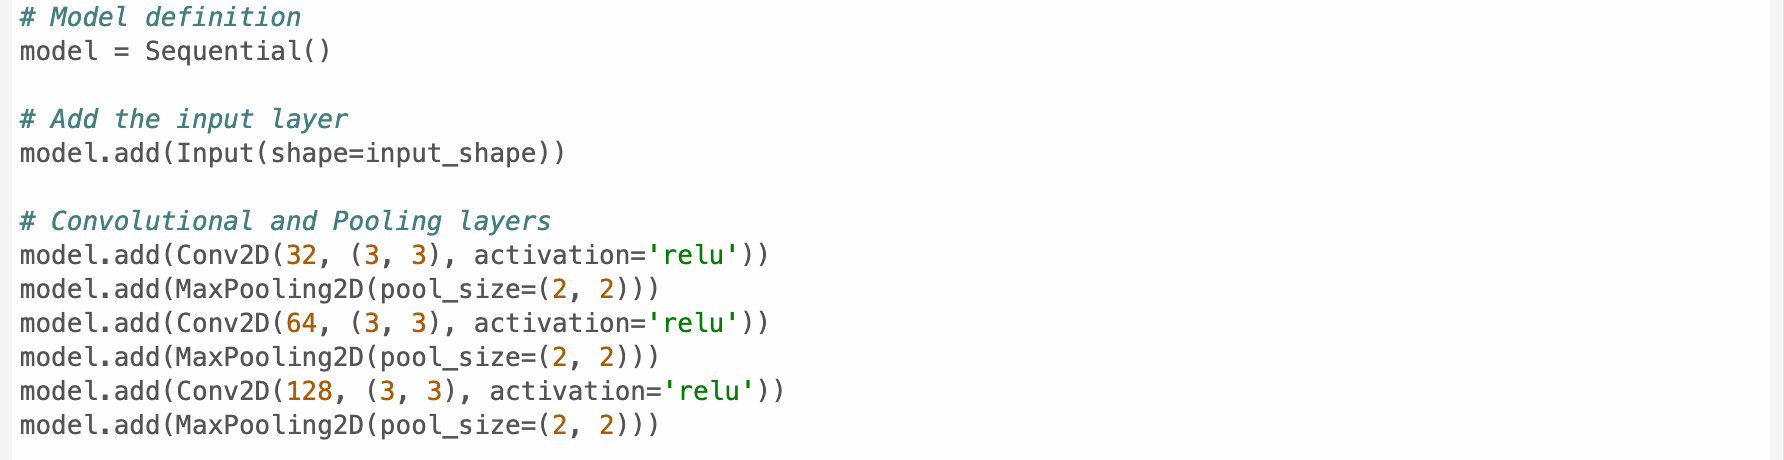 # Model definition
model = Sequential()
# Add the input layer
model.add(Input(shape=input_shape))
# Convolutional and Pooling layers
model.add(Conv2D(32, (3, 3), activation='relu'))
model.add(MaxPooling2D(pool_size=(2, 2)))
model.add(Conv2D(64, (3, 3), activation='relu'))
model.add(MaxPooling2D(pool_size=(2, 2)))
model.add(Conv2D(128, (3, 3), activation='relu'))
model.add(MaxPooling2D(pool_size=(2, 2)))